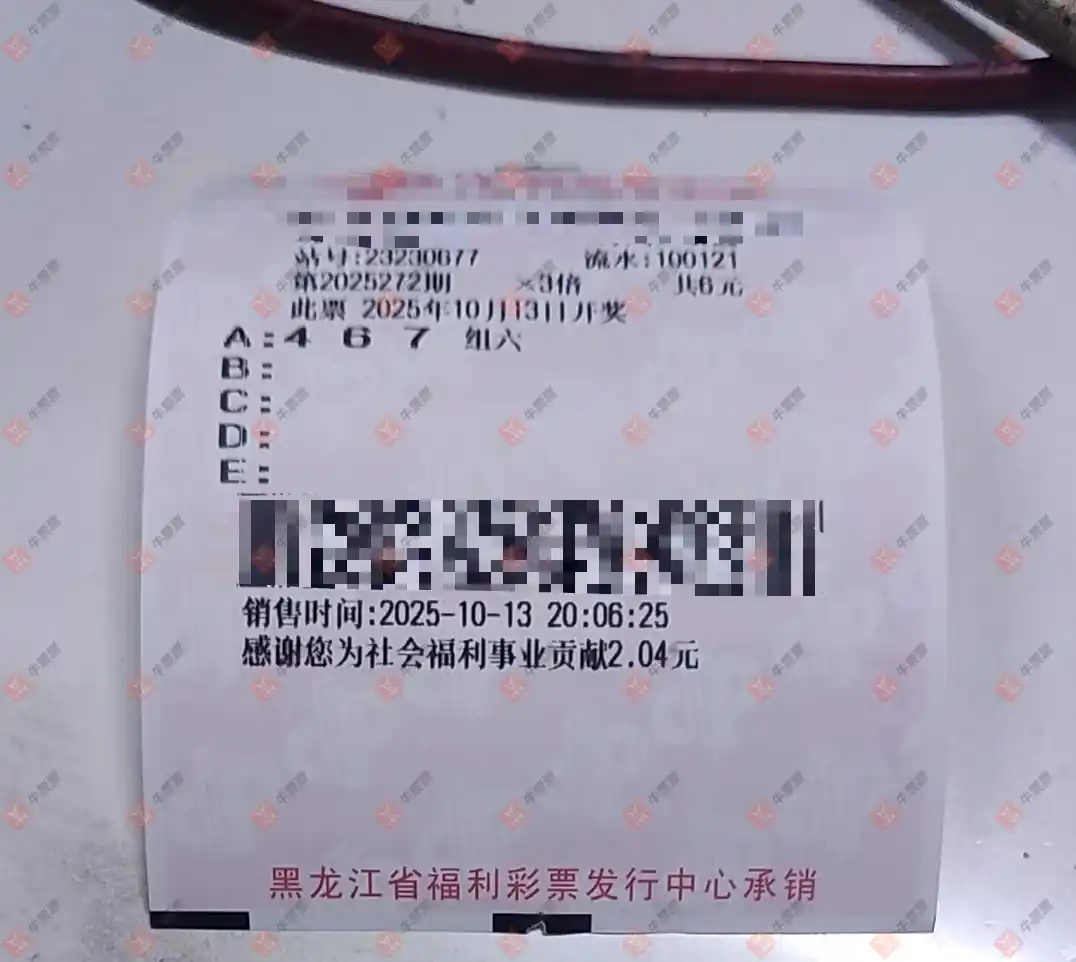 站号:23230677 流水:100121
第2025272期 ×3倍 共6元
此票 2025年10月13日开奖
A:4 6 7 组六
B:
C:
D:
E:
销售时间:2025-10-13 20:06:25
感谢您为社会福利事业贡献2.04元
黑龙江省福利彩票发行中心承销